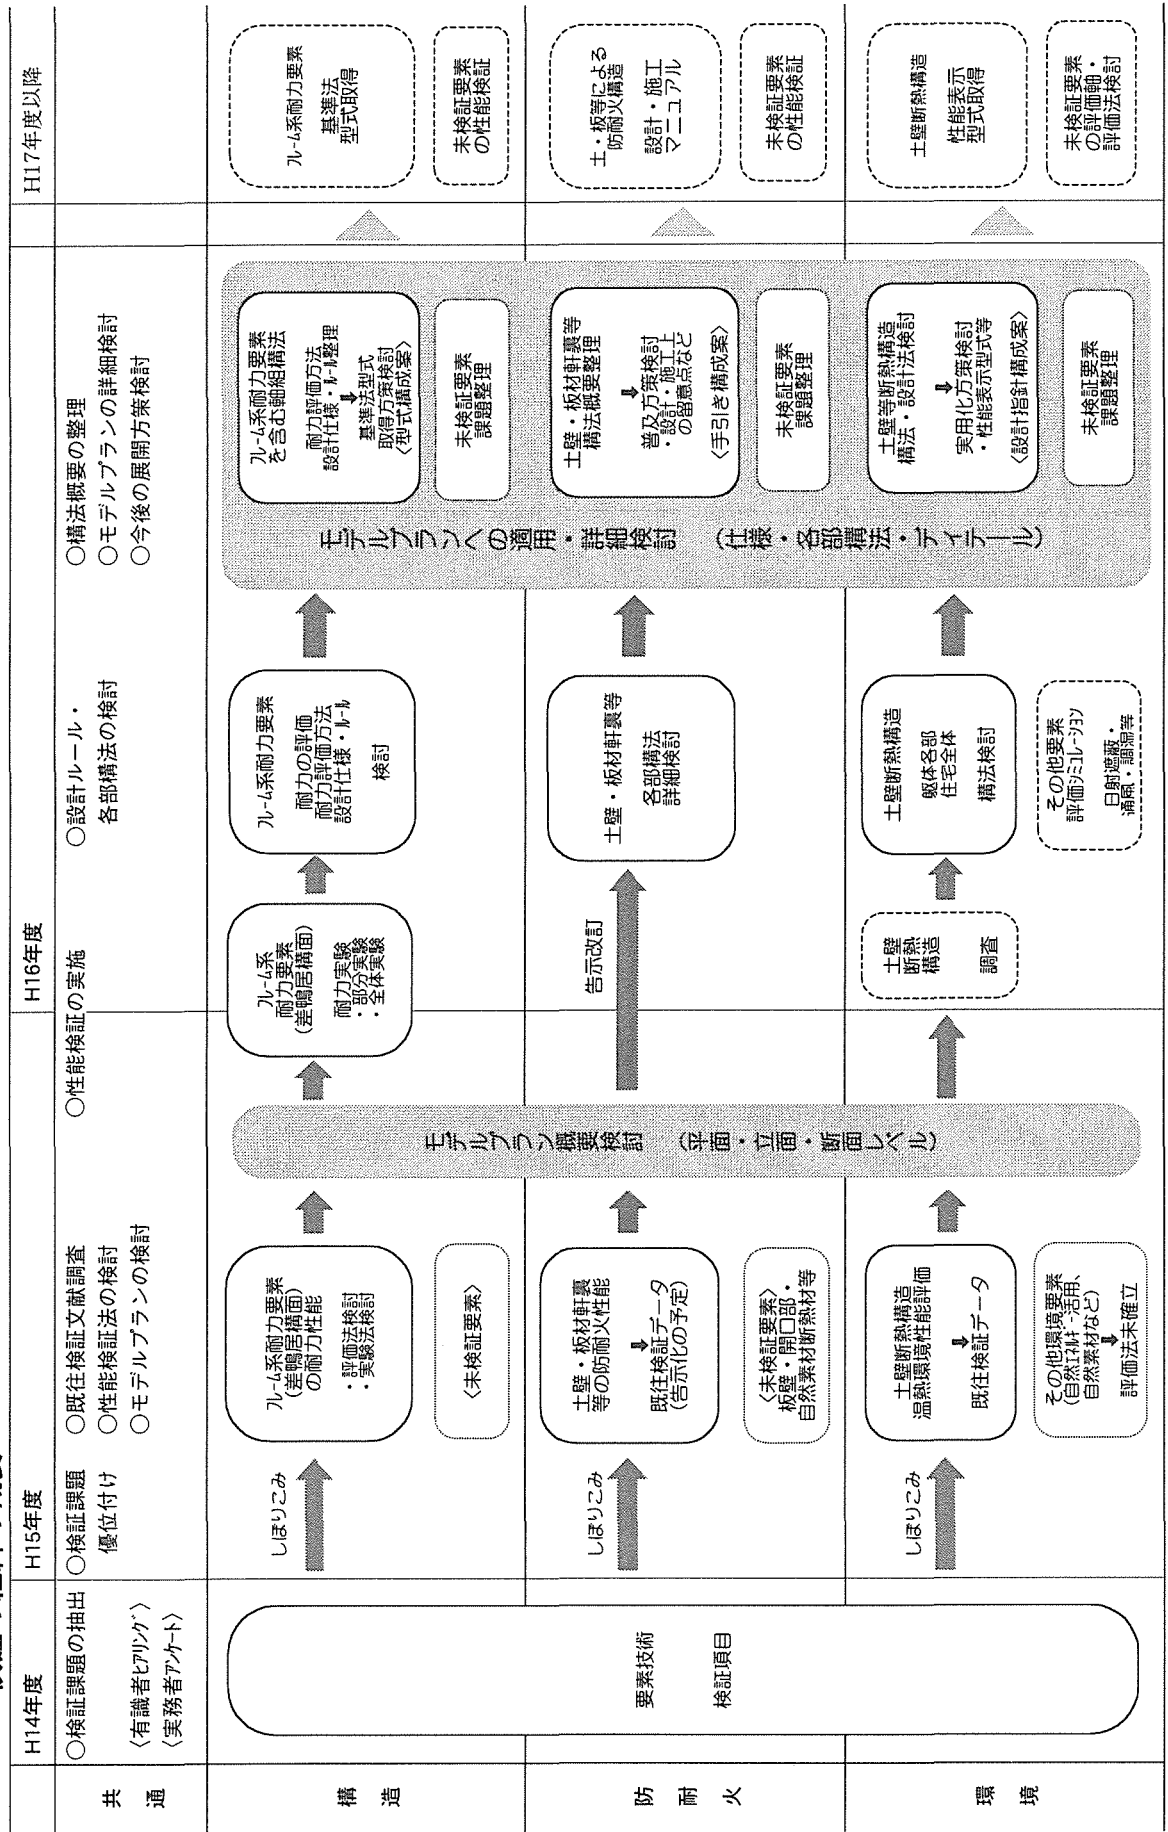 H14年度
H15年度
H16年度
H17年度以降
共通
○検証課題の抽出
〈有識者ヒアリング〉
〈実務者アンケート〉
○検証課題
優位付け
○既往検証文献調査
○性能検証法の検討
○モデルプランの検討
○性能検証の実施
○設計ルール・
各部構法の検討
○構法概要の整理
○モデルプランの詳細検討
○今後の展開方策検討
要素技術
検証項目
モデルプラン概要検討 (平面・立面・断面レベル)
モデルプランへの適用・詳細検討 (仕様・各部構法・ディテール)
構造
しぼりこみ
フレーム系耐力要素
(差鴨居構面)
の耐力性能
・評価法検討
・実験法検討
〈未検証要素〉
フレーム系
耐力要素
(差鴨居構面)
耐力実験
・部分実験
・全体実験
フレーム系耐力要素
耐力の評価
耐力評価方法
設計仕様・ルール
検討
フレーム系耐力要素
を含む軸組構法
耐力評価方法
設計仕様・ルール整理
⬇
基準法型式
取得方策検討
〈型式構成案〉
未検証要素
課題整理
フレーム系耐力要素
基準法
型式取得
未検証要素
の性能検証
防耐火
しぼりこみ
土壁・板材軒裏
等の防耐火性能
⬇
既往検証データ
(告示化の予定)
〈未検証要素〉
板壁・開口部・
自然素材断熱材等
告示改訂
土壁・板材軒裏等
各部構法
詳細検討
土壁・板材軒裏等
構法概要整理
⬇
普及方策検討
・設計・施工上
の留意点など
〈手引き構成案〉
未検証要素
課題整理
土・板等による
防耐火構造
設計・施工
マニュアル
未検証要素
の性能検証
環境
しぼりこみ
土壁断熱構造
温熱環境性能評価
⬇
既往検証データ
その他環境要素
(自然エネルギー活用、
自然素材など)
⬇
評価法未確立
土壁
断熱
構造
調査
土壁断熱構造
躯体各部
住宅全体
構法検討
その他要素
評価シミュレーション
日射遮蔽・
通風・調湿等
土壁等断熱構造
構法・設計法検討
⬇
実用化方策検討
・性能表示型式等
〈設計指針構成案〉
未検証要素
課題整理
土壁断熱構造
性能表示
型式取得
未検証要素
の評価軸・
評価法検討